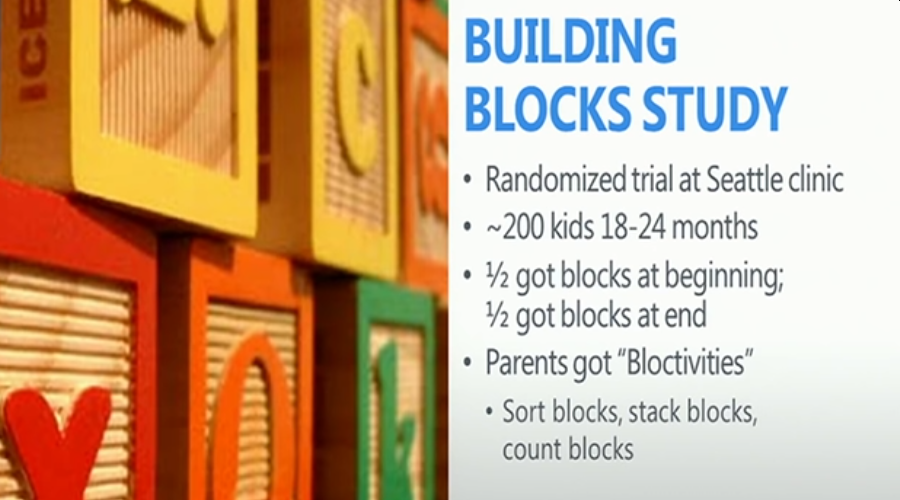 ICE
C
BUILDING
BLOCKS STUDY
• Randomized trial at Seattle clinic
• ~200 kids 18-24 months
• ½ got blocks at beginning;
½ got blocks at end
• Parents got “Bloctivities”
• Sort blocks, stack blocks,
count blocks
Y O k